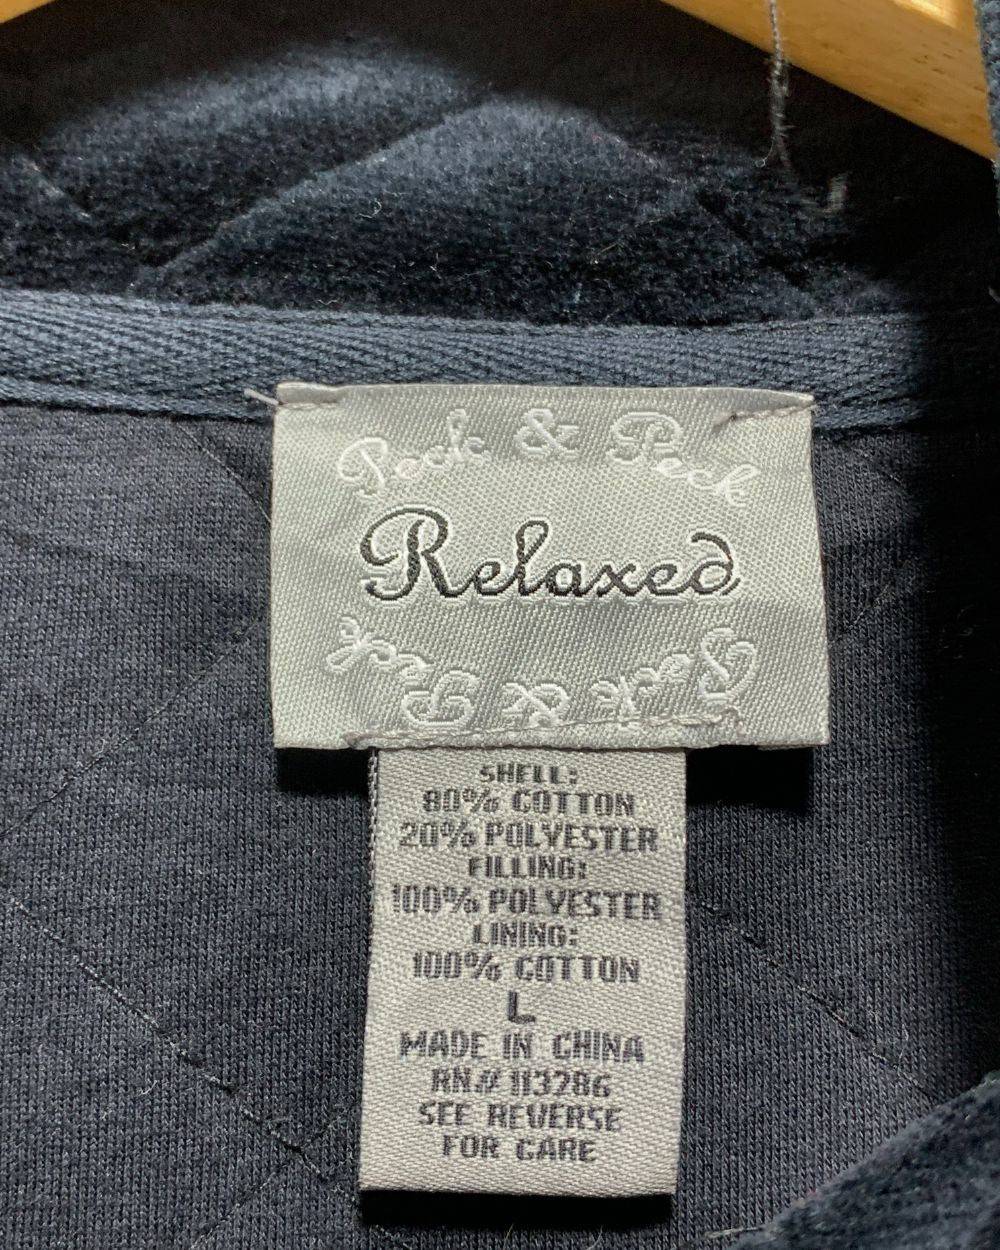 Peck & Peck
Relaxed
Peck & Peck
SHELL:
80% COTTON
20% POLYESTER
FILLING:
100% POLYESTER
LINING:
100% COTTON
L
MADE IN CHINA
RN# 113286
SEE REVERSE
FOR CARE